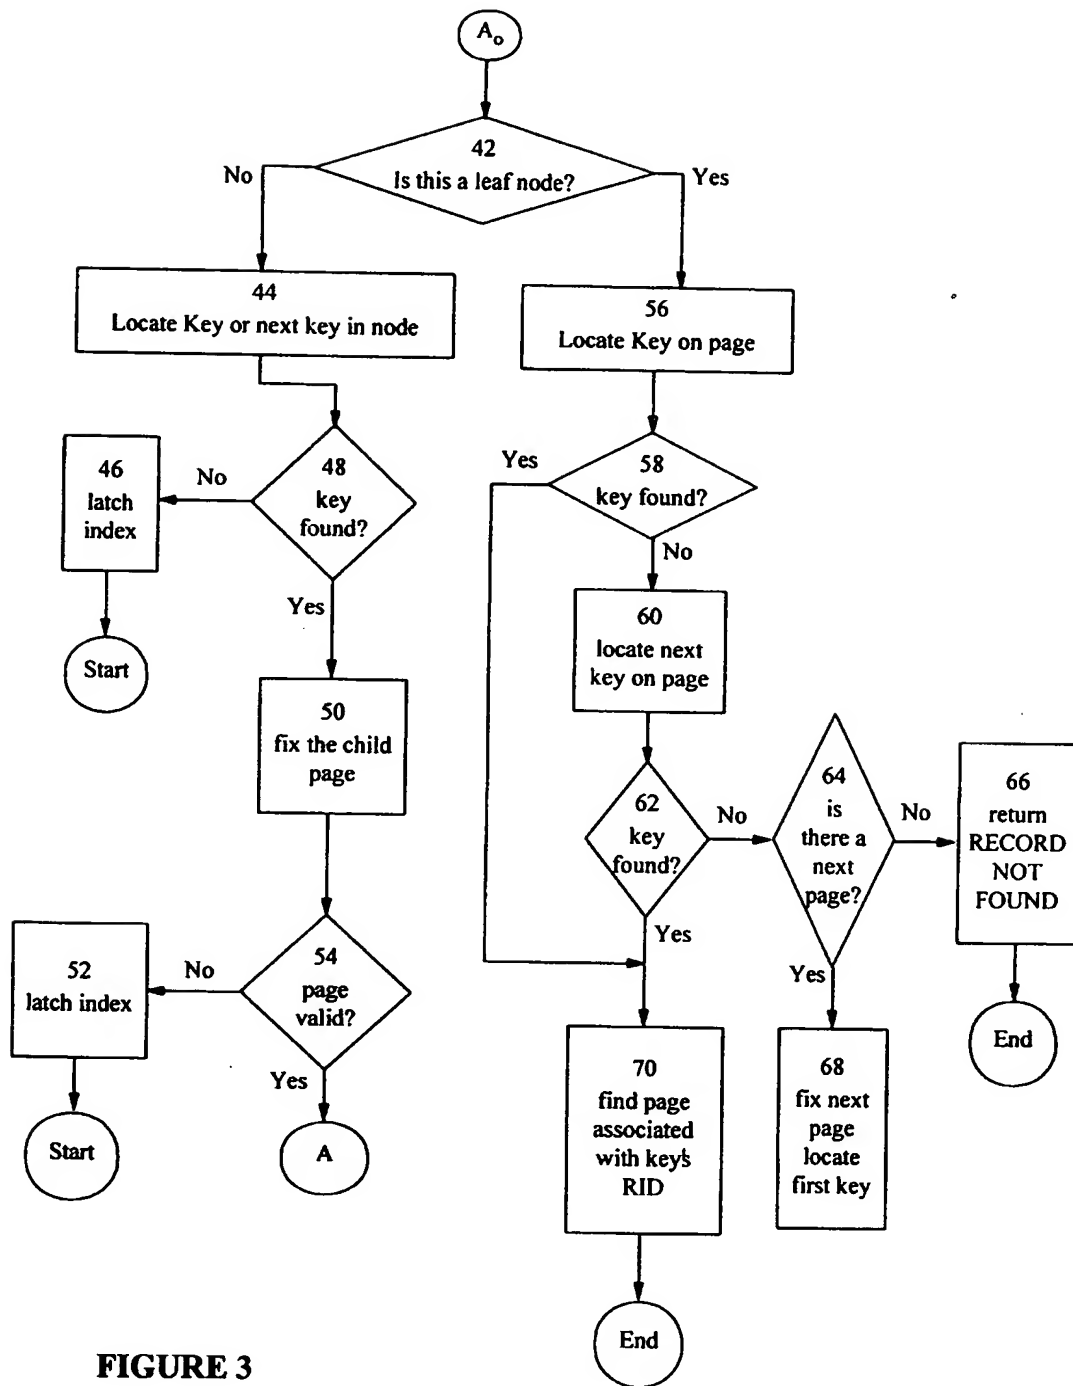 Ao
42
Is this a leaf node?
No
Yes
44
Locate Key or next key in node
56
Locate Key on page
46
latch
index
No
48
key
found?
Yes
58
key found?
No
Yes
Start
60
locate next
key on page
50
fix the child
page
62
key
found?
No
64
is
there a
next
page?
No
66
return
RECORD
NOT
FOUND
Yes
Yes
52
latch index
No
54
page
valid?
Yes
End
70
find page
associated
with key's
RID
68
fix next
page
locate
first key
Start
A
End
FIGURE 3